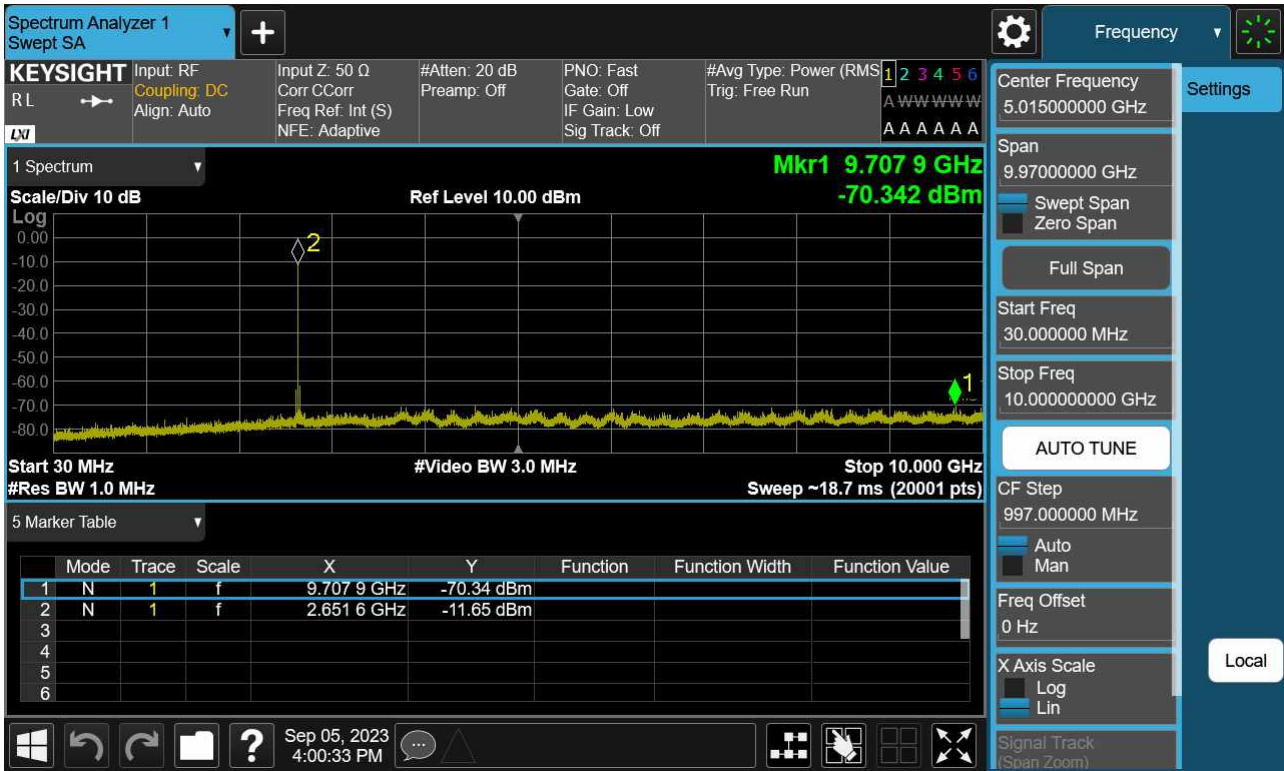 Spectrum Analyzer 1
Swept SA
+
Frequency
KEYSIGHT
R L
LXI
Input: RF
Coupling: DC
Align: Auto
Input Z: 50 Ω
Corr CCorr
Freq Ref: Int (S)
NFE: Adaptive
#Atten: 20 dB
Preamp: Off
PNO: Fast
Gate: Off
IF Gain: Low
Sig Track: Off
#Avg Type: Power (RMS
Trig: Free Run
1 2 3 4 5 6
A W W W W W
A A A A A A
1 Spectrum
Mkr1 9.707 9 GHz
-70.342 dBm
Scale/Div 10 dB
Ref Level 10.00 dBm
Log
0.00
-10.0
-20.0
-30.0
-40.0
-50.0
-60.0
-70.0
-80.0
2
1
Start 30 MHz
#Video BW 3.0 MHz
Stop 10.000 GHz
#Res BW 1.0 MHz
Sweep ~18.7 ms (20001 pts)
5 Marker Table
Mode Trace Scale X Y Function Function Width Function Value
1 N 1 f 9.707 9 GHz -70.34 dBm
2 N 1 f 2.651 6 GHz -11.65 dBm
3
4
5
6
Sep 05, 2023
4:00:33 PM
?
Center Frequency
5.015000000 GHz
Settings
Span
9.97000000 GHz
Swept Span
Zero Span
Full Span
Start Freq
30.000000 MHz
Stop Freq
10.000000000 GHz
AUTO TUNE
CF Step
997.000000 MHz
Auto
Man
Freq Offset
0 Hz
X Axis Scale
Log
Lin
Local
Signal Track
(Span Zoom)